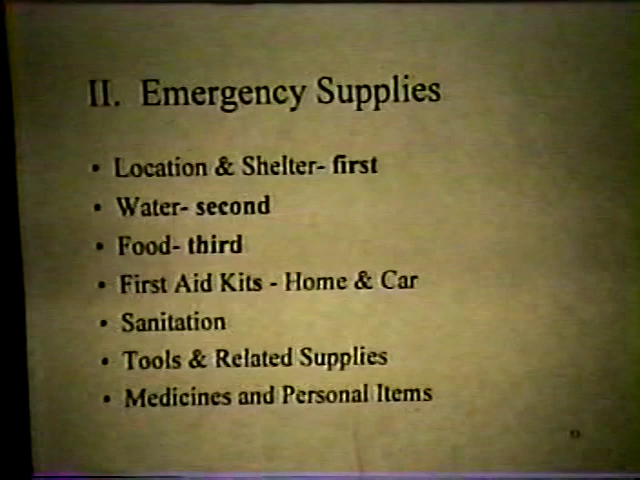 II. Emergency Supplies
• Location & Shelter- first
• Water- second
• Food- third
• First Aid Kits - Home & Car
• Sanitation
• Tools & Related Supplies
• Medicines and Personal Items